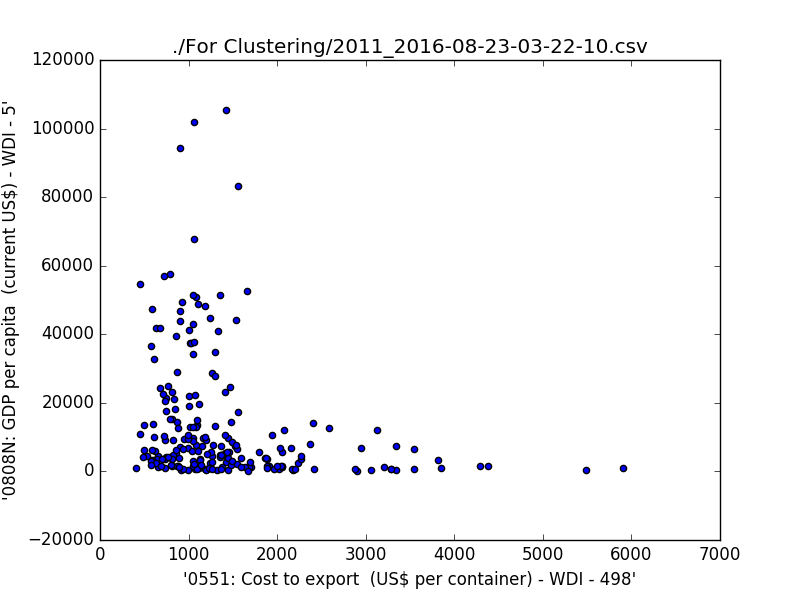 ./For Clustering/2011_2016-08-23-03-22-10.csv
120000
100000
80000
60000
40000
20000
0
−20000
'0808N: GDP per capita  (current US$) - WDI - 5'
0 1000 2000 3000 4000 5000 6000 7000
'0551: Cost to export  (US$ per container) - WDI - 498'